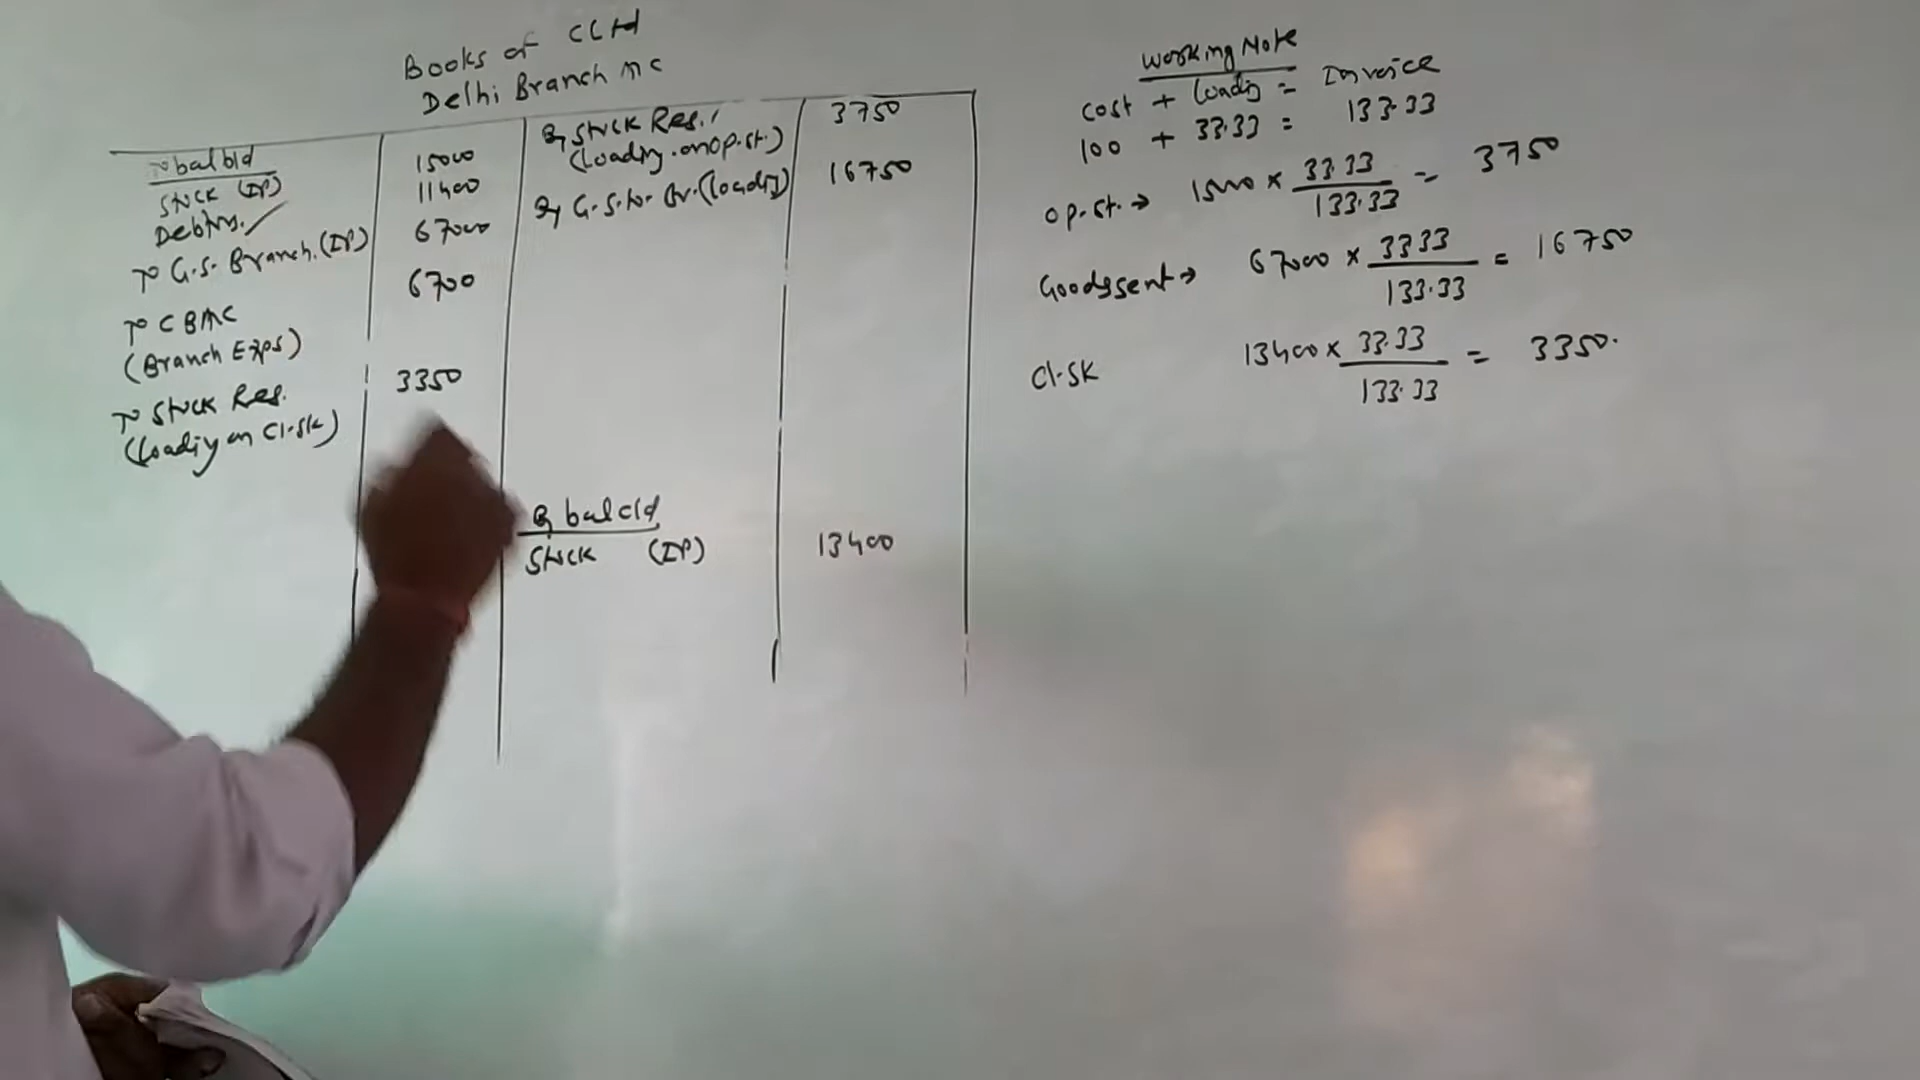 Books of CLtd
Delhi Branch A/c
To bal b/d
Stock (IP) 15000
Debtors. 11400
To G.S. Branch. (IP) 67000
To CBAC 6700
(Branch Exps)
To Stock Res. 3350
(Loading on Cl.Stk)
By Stock Res. 3750
(Loading on Op.st.)
By G.S. to Br. (Loading) 16750
By bal c/d
Stock (IP) 13400
Working Note
Cost + Loadig = Invoice
100 + 33.33 = 133.33
Op.st. → 15000 × 33.33 / 133.33 = 3750
Goods sent → 67000 × 33.33 / 133.33 = 16750
Cl.SK 13400 × 33.33 / 133.33 = 3350.